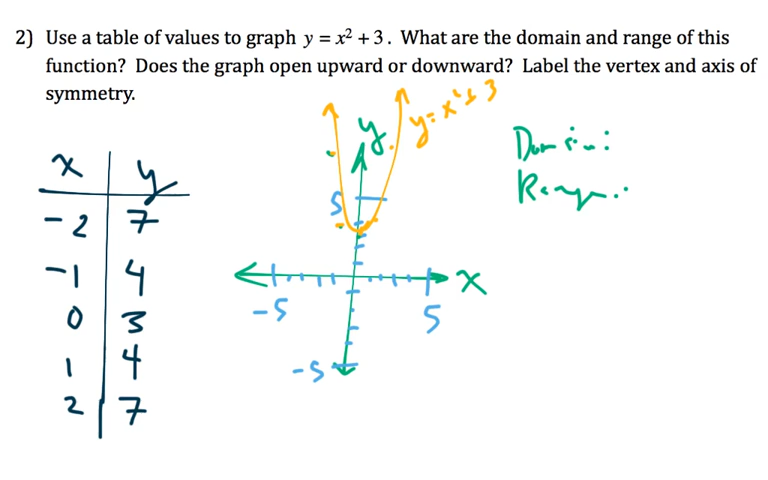 2) Use a table of values to graph y = x² + 3. What are the domain and range of this
function? Does the graph open upward or downward? Label the vertex and axis of
symmetry.
y = x² + 3
y
Domain:
Range:
x y
-2 7
5
-1 4
x
0 3
-5 5
1 4
-5
2 7